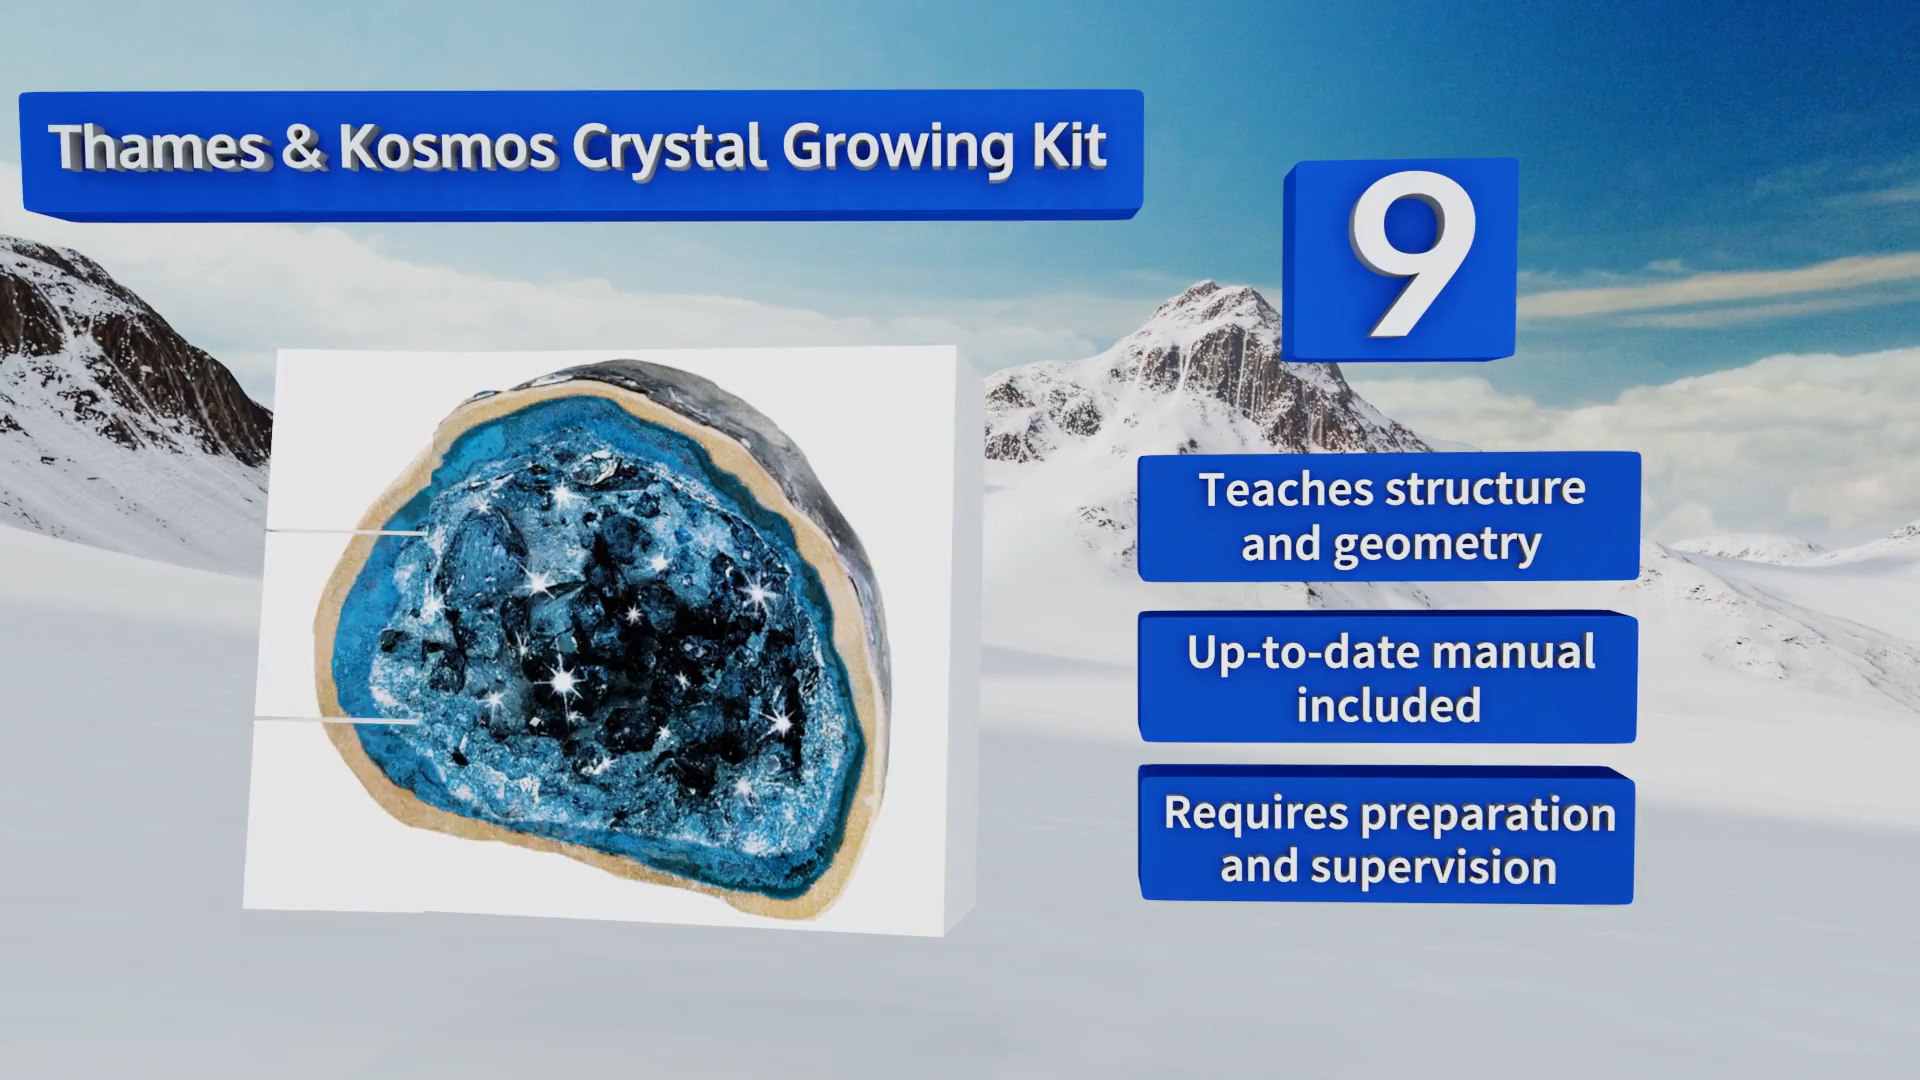 Thames & Kosmos Crystal Growing Kit
9
Teaches structure
and geometry
Up-to-date manual
included
Requires preparation
and supervision